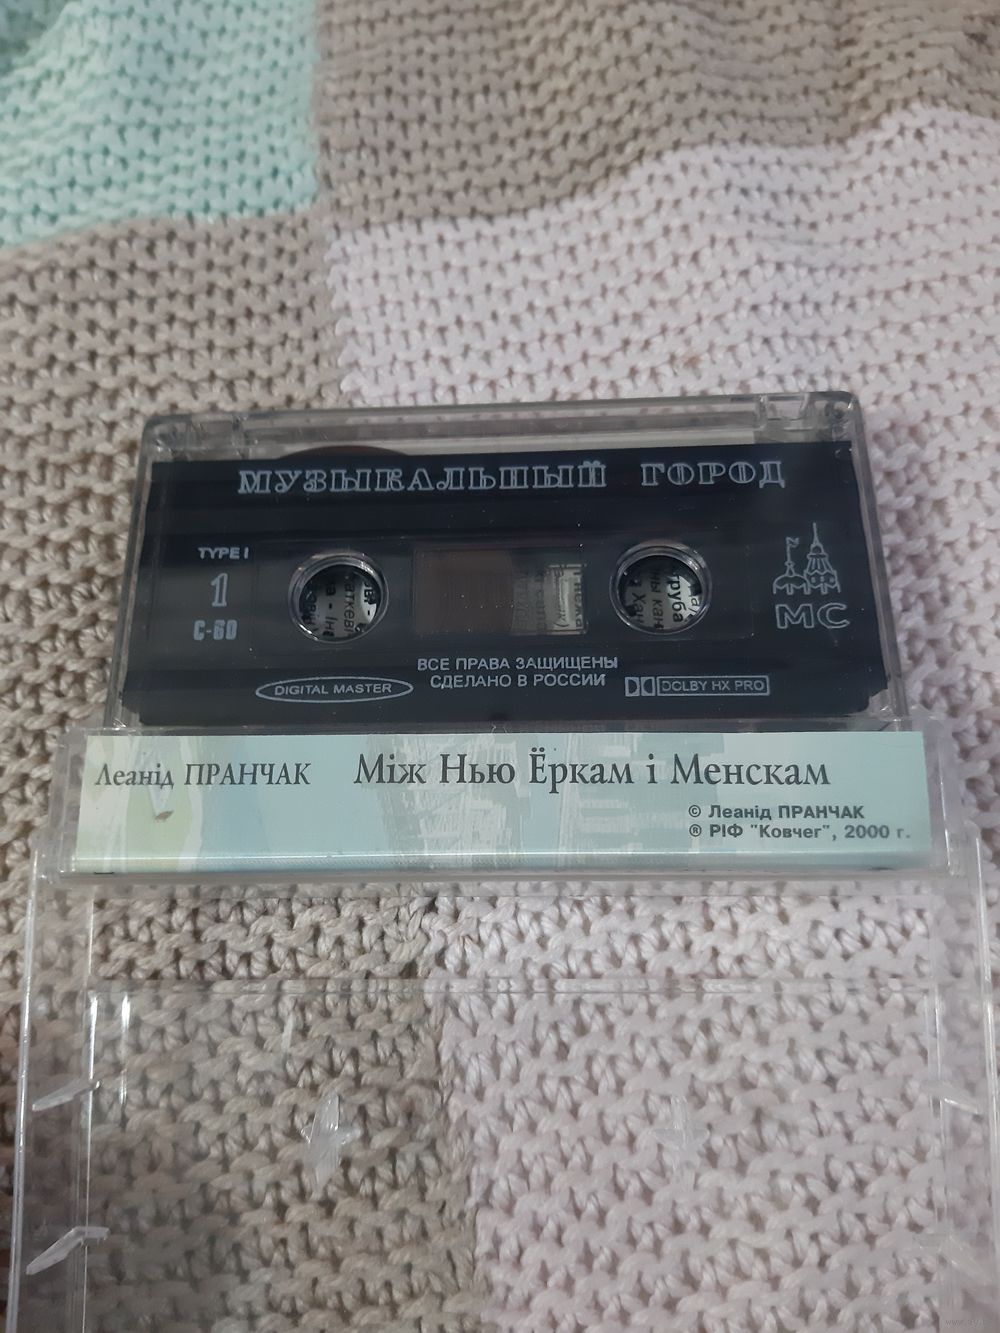 МУЗЫКАЛЬНЫЙ ГОРОД
TYPE I
1
C-60
МС
ВСЕ ПРАВА ЗАЩИЩЕНЫ
СДЕЛАНО В РОССИИ
DIGITAL MASTER
DOLBY HX PRO
Леанід ПРАНЧАК Між Нью Ёркам і Менскам
© Леанід ПРАНЧАК
® РІФ "Ковчег", 2000 г.